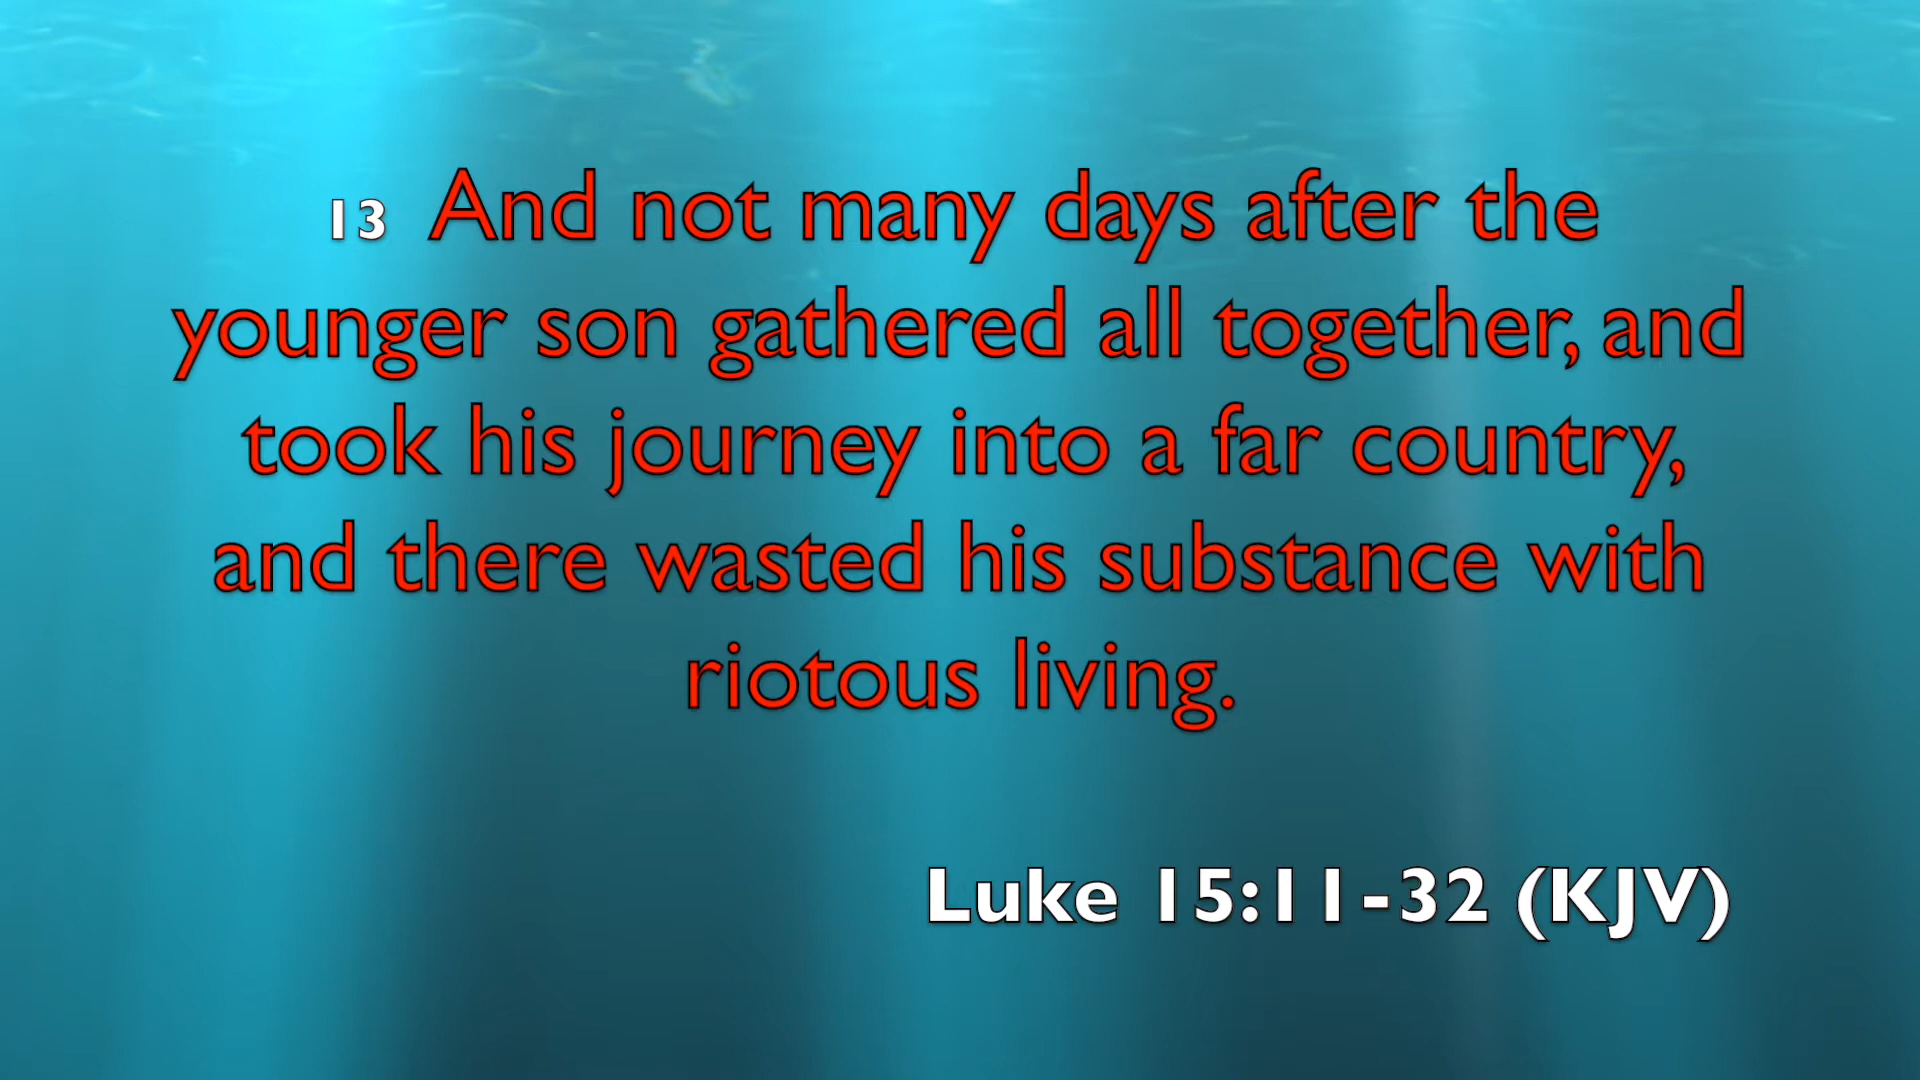 13 And not many days after the
younger son gathered all together, and
took his journey into a far country,
and there wasted his substance with
riotous living.
Luke 15:11-32 (KJV)